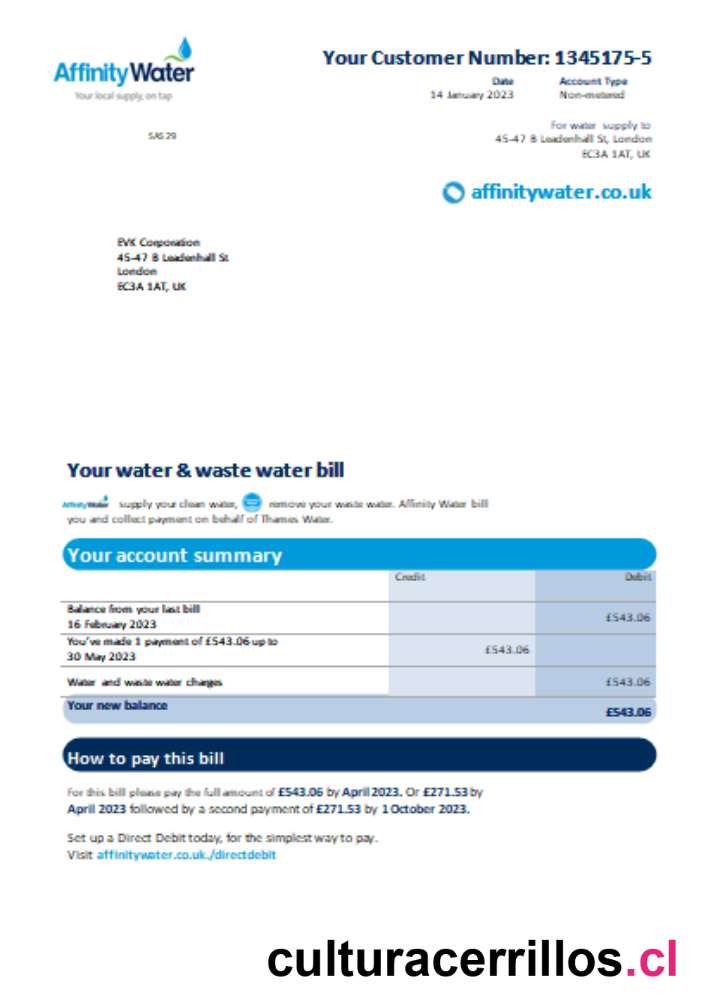 Affinity Water
Your local supply, on tap
Your Customer Number: 1345175-5
Date Account Type
14 January 2023 Non-metered
SAS 29
For water supply to
45-47 B Leadenhall St, London
EC3A 1AT, UK
affinitywater.co.uk
EVK Corporation
45-47 B Leadenhall St
London
EC3A 1AT, UK
Your water & waste water bill
AffinityWater supply your clean water, remove your waste water. Affinity Water bill
you and collect payment on behalf of Thames Water.
Your account summary
Credit Debit
Balance from your last bill
16 February 2023 £543.06
You've made 1 payment of £543.06 up to
30 May 2023 £543.06
Water and waste water charges £543.06
Your new balance £543.06
How to pay this bill
For this bill please pay the full amount of £543.06 by April 2023. Or £271.53 by
April 2023 followed by a second payment of £271.53 by 1 October 2023.
Set up a Direct Debit today, for the simplest way to pay.
Visit affinitywater.co.uk./directdebit
culturacerrillos.cl